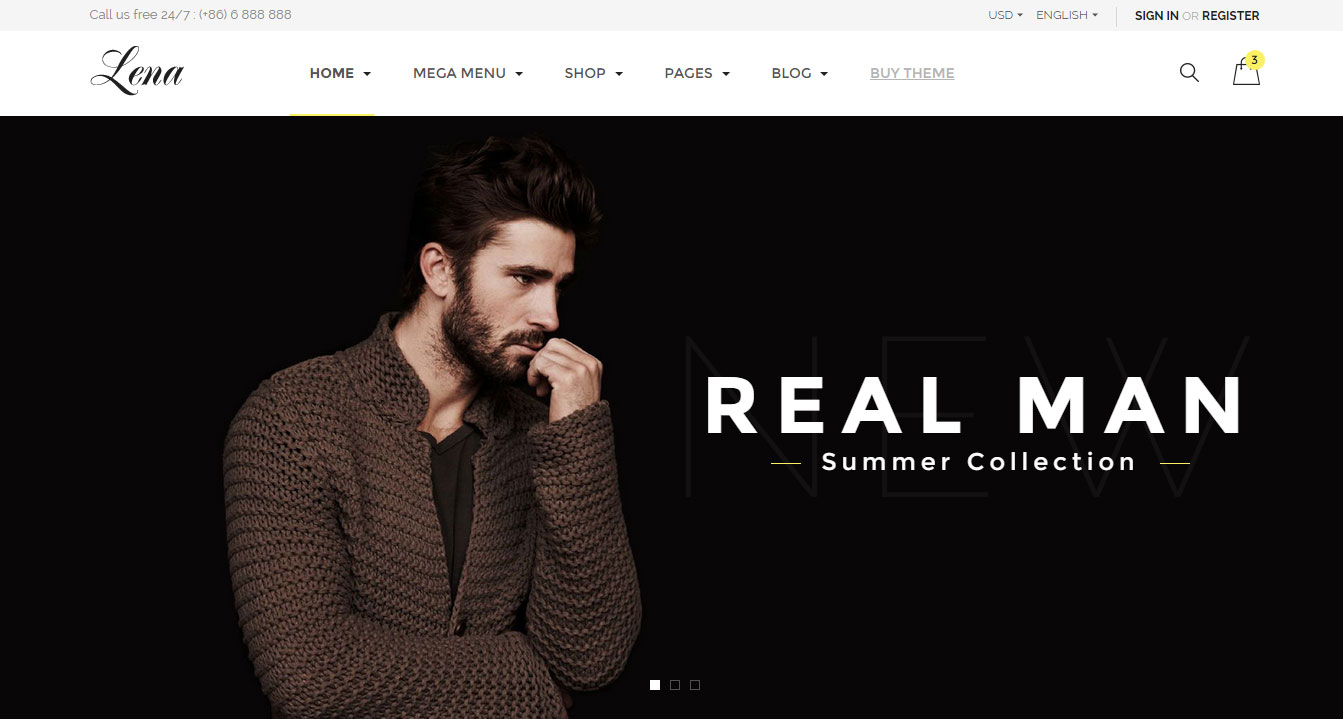 Call us free 24/7 : (+86) 6 888 888
USD ENGLISH SIGN IN OR REGISTER
Lena
HOME MEGA MENU SHOP PAGES BLOG BUY THEME
3
NEW
REAL MAN
Summer Collection